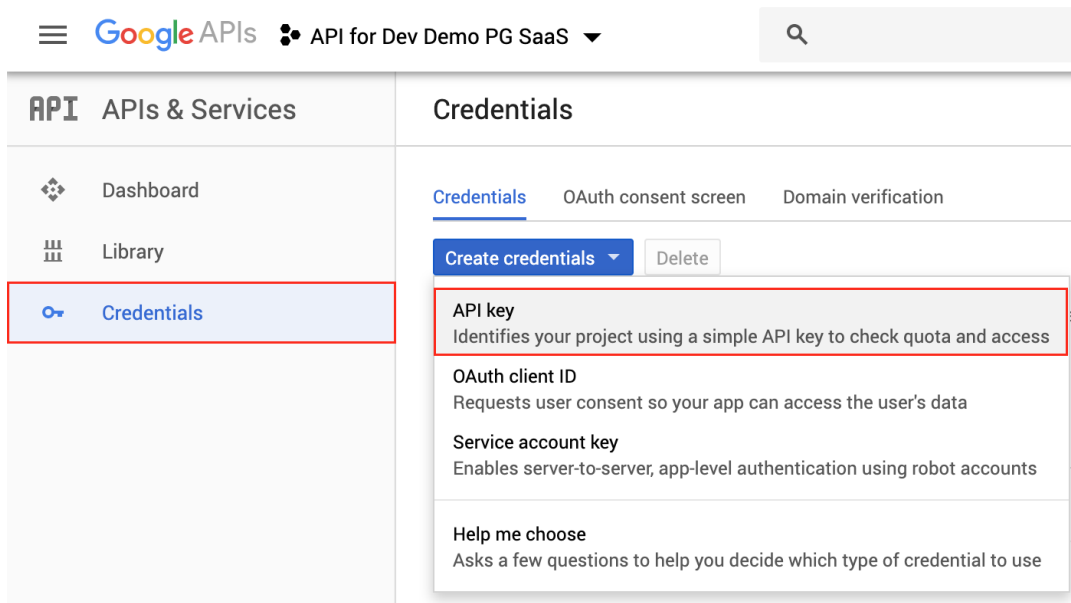 Google APIs API for Dev Demo PG SaaS
API APIs & Services
Credentials
Dashboard
Library
Credentials
Credentials OAuth consent screen Domain verification
Create credentials Delete
API key
Identifies your project using a simple API key to check quota and access
OAuth client ID
Requests user consent so your app can access the user's data
Service account key
Enables server-to-server, app-level authentication using robot accounts
Help me choose
Asks a few questions to help you decide which type of credential to use